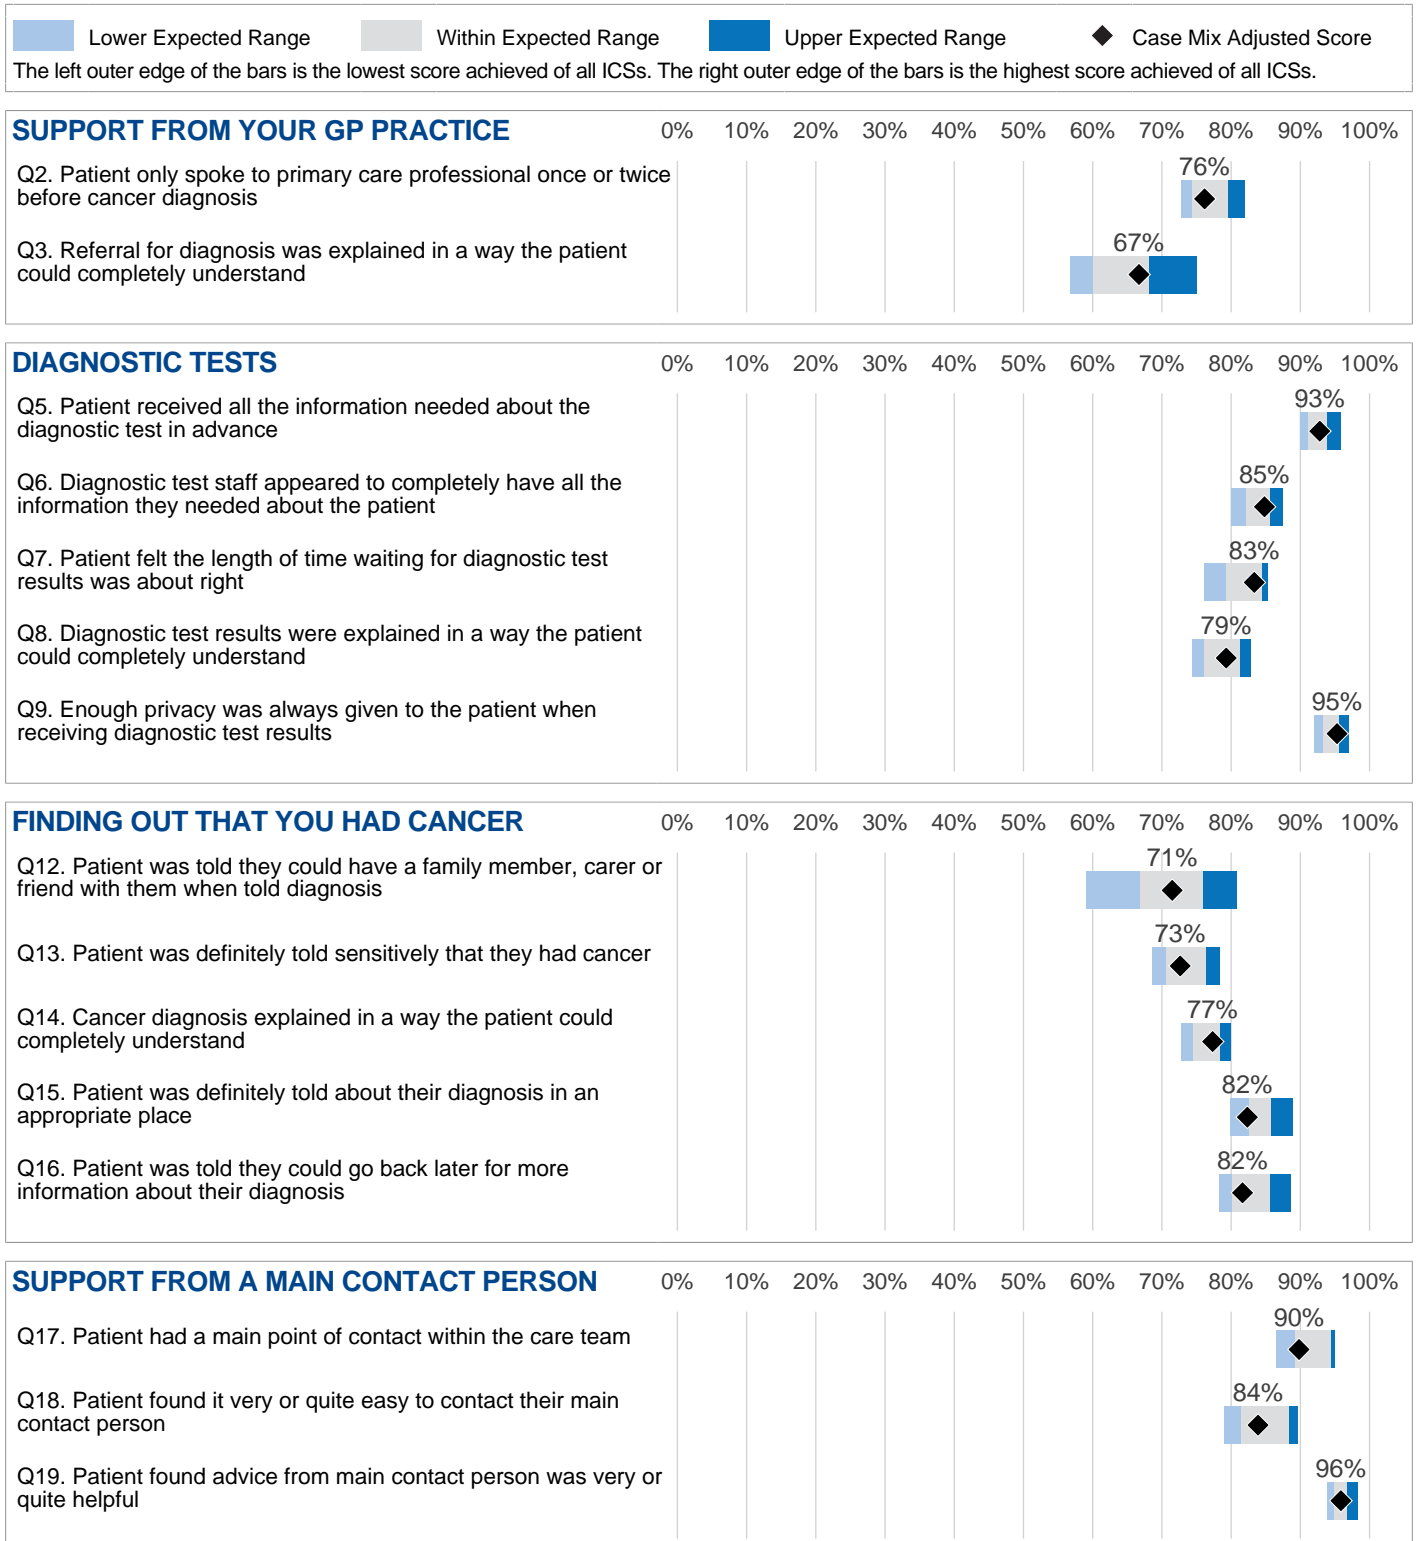 Lower Expected Range Within Expected Range Upper Expected Range Case Mix Adjusted Score
The left outer edge of the bars is the lowest score achieved of all ICSs. The right outer edge of the bars is the highest score achieved of all ICSs.
SUPPORT FROM YOUR GP PRACTICE 0% 10% 20% 30% 40% 50% 60% 70% 80% 90% 100%
76%
Q2. Patient only spoke to primary care professional once or twice
before cancer diagnosis
67%
Q3. Referral for diagnosis was explained in a way the patient
could completely understand
DIAGNOSTIC TESTS 0% 10% 20% 30% 40% 50% 60% 70% 80% 90% 100%
93%
Q5. Patient received all the information needed about the
diagnostic test in advance
85%
Q6. Diagnostic test staff appeared to completely have all the
information they needed about the patient
83%
Q7. Patient felt the length of time waiting for diagnostic test
results was about right
79%
Q8. Diagnostic test results were explained in a way the patient
could completely understand
95%
Q9. Enough privacy was always given to the patient when
receiving diagnostic test results
FINDING OUT THAT YOU HAD CANCER 0% 10% 20% 30% 40% 50% 60% 70% 80% 90% 100%
71%
Q12. Patient was told they could have a family member, carer or
friend with them when told diagnosis
73%
Q13. Patient was definitely told sensitively that they had cancer
77%
Q14. Cancer diagnosis explained in a way the patient could
completely understand
82%
Q15. Patient was definitely told about their diagnosis in an
appropriate place
82%
Q16. Patient was told they could go back later for more
information about their diagnosis
SUPPORT FROM A MAIN CONTACT PERSON 0% 10% 20% 30% 40% 50% 60% 70% 80% 90% 100%
90%
Q17. Patient had a main point of contact within the care team
84%
Q18. Patient found it very or quite easy to contact their main
contact person
96%
Q19. Patient found advice from main contact person was very or
quite helpful